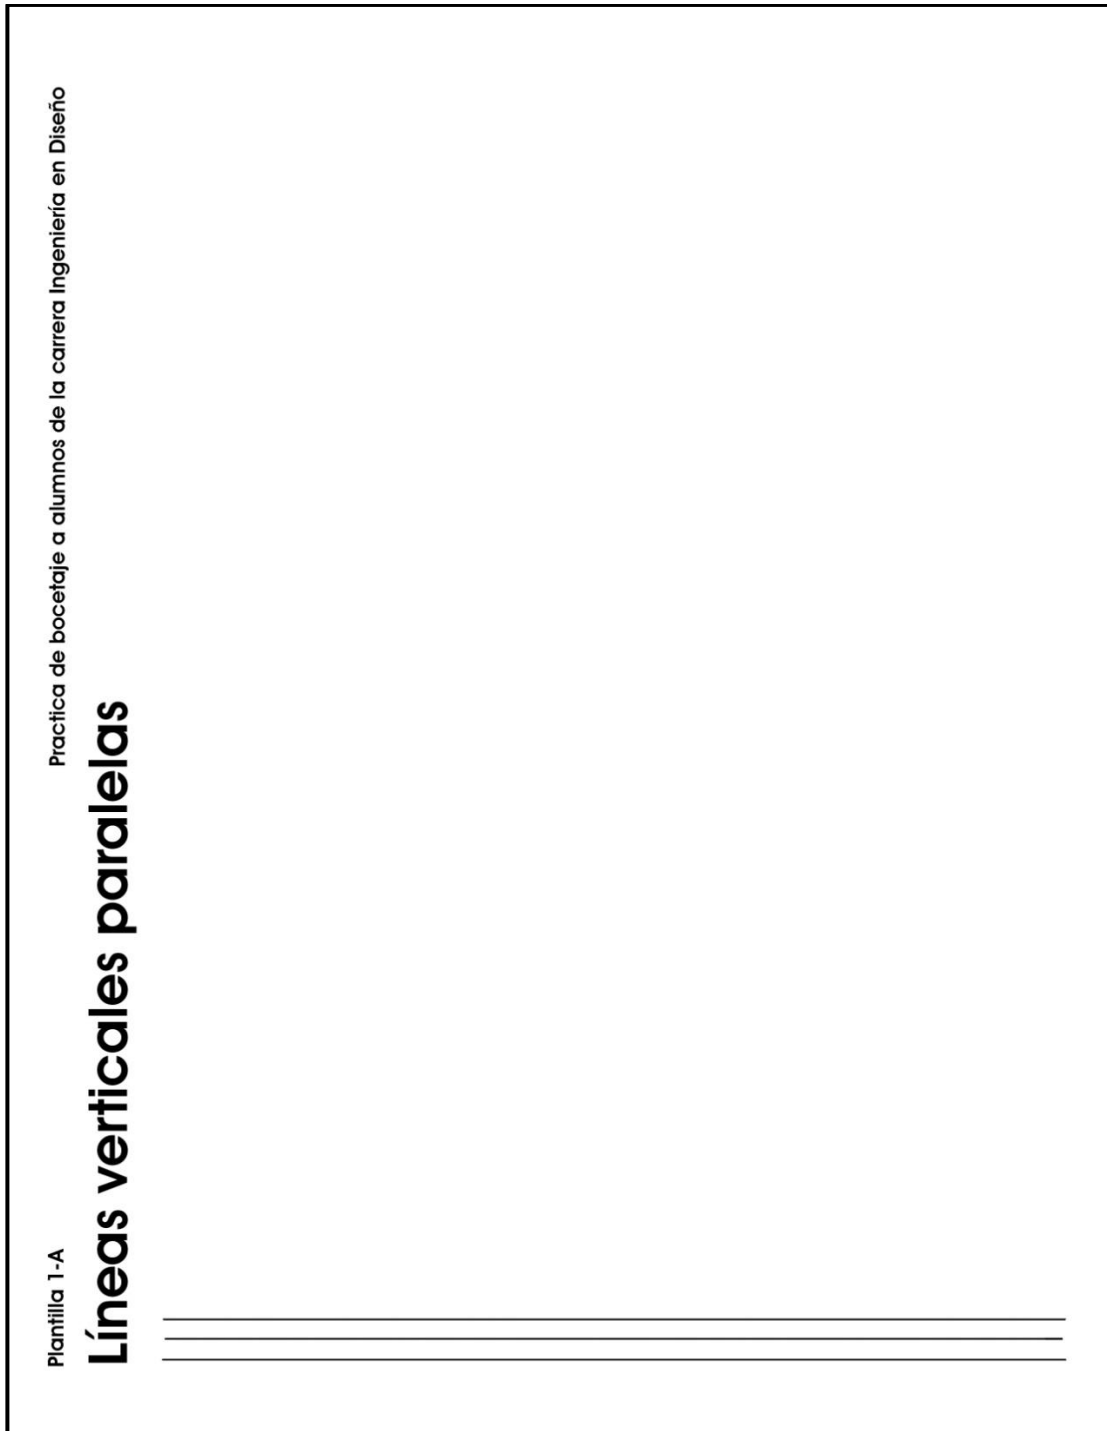 Plantilla 1-A
Practica de bocetaje a alumnos de la carrera Ingeniería en Diseño
Líneas verticales paralelas